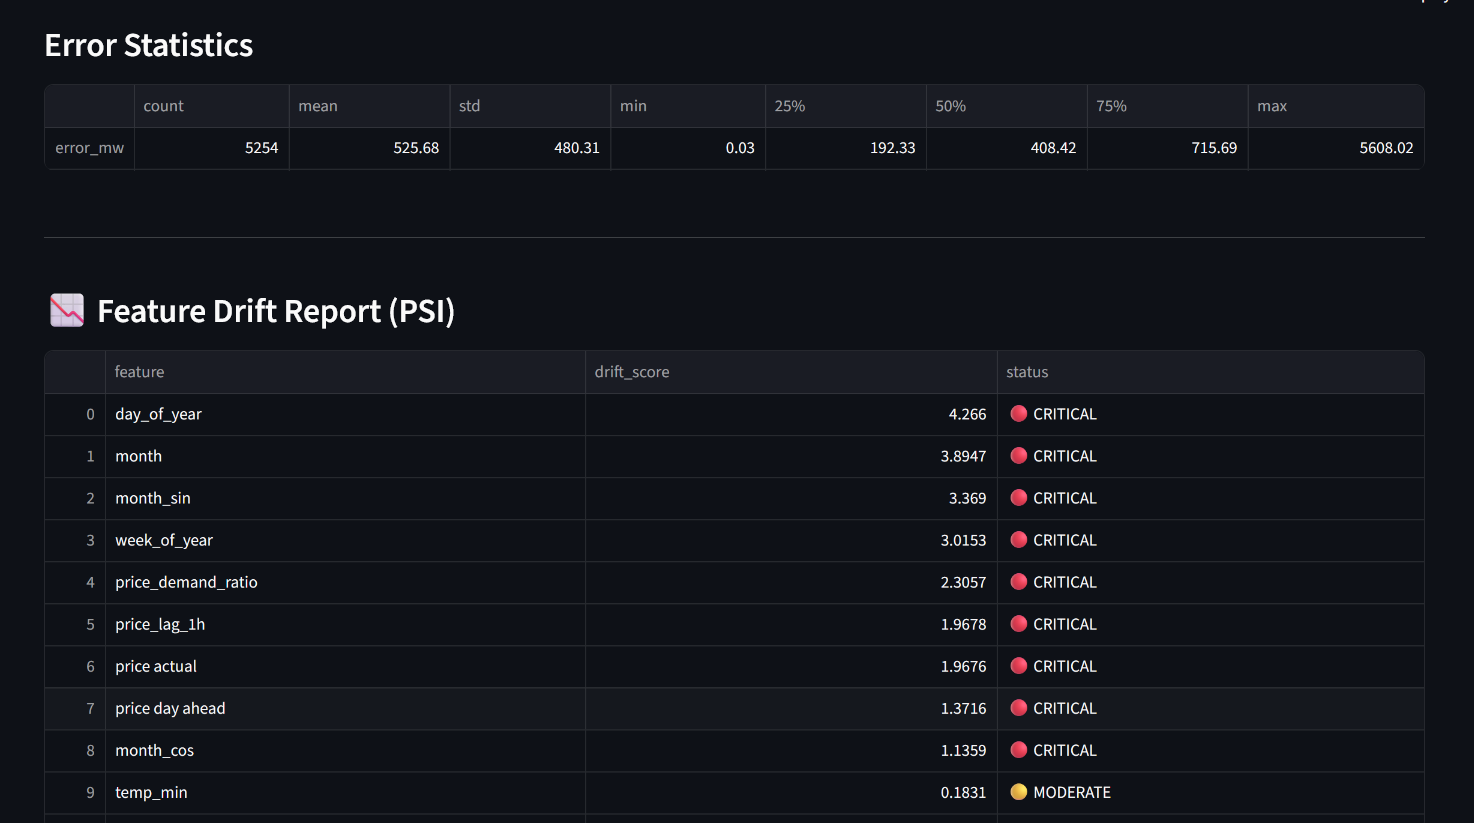 Error Statistics
count mean std min 25% 50% 75% max
error_mw 5254 525.68 480.31 0.03 192.33 408.42 715.69 5608.02
Feature Drift Report (PSI)
feature drift_score status
0 day_of_year 4.266 CRITICAL
1 month 3.8947 CRITICAL
2 month_sin 3.369 CRITICAL
3 week_of_year 3.0153 CRITICAL
4 price_demand_ratio 2.3057 CRITICAL
5 price_lag_1h 1.9678 CRITICAL
6 price actual 1.9676 CRITICAL
7 price day ahead 1.3716 CRITICAL
8 month_cos 1.1359 CRITICAL
9 temp_min 0.1831 MODERATE